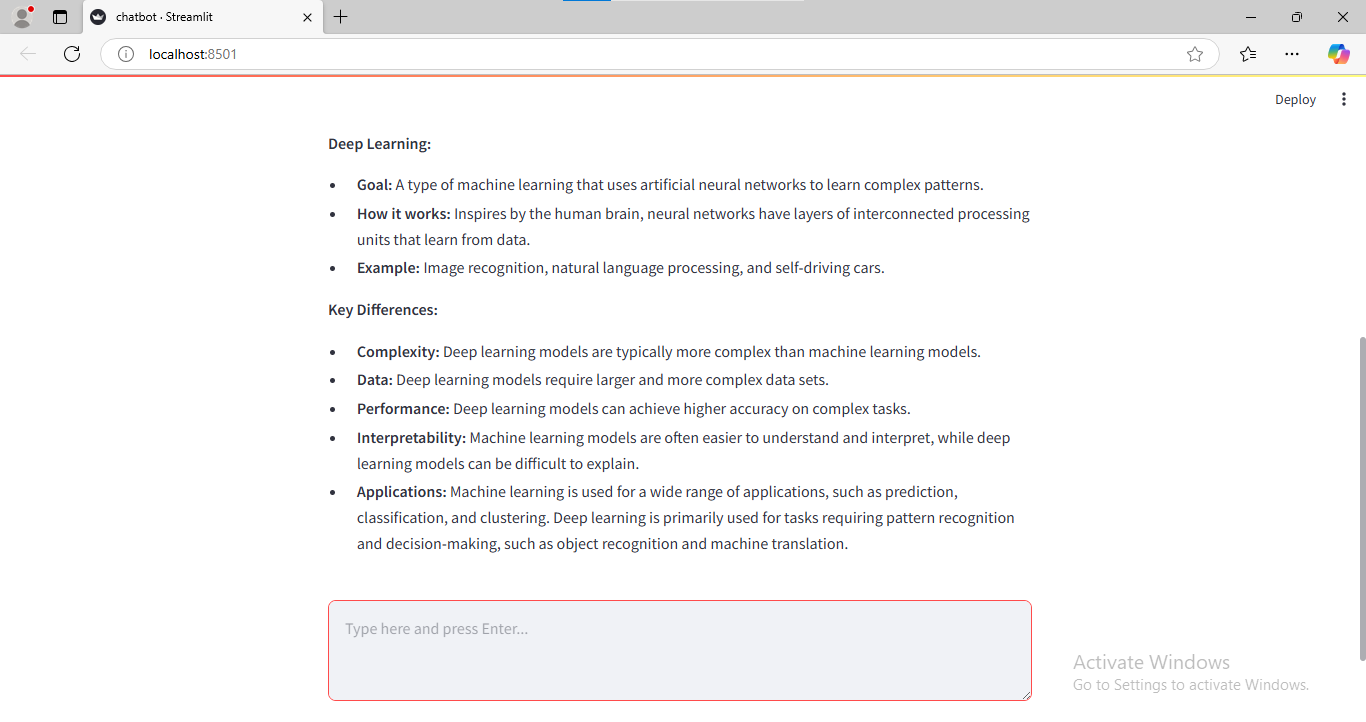 chatbot · Streamlit
localhost:8501
Deploy
Deep Learning:
Goal: A type of machine learning that uses artificial neural networks to learn complex patterns.
How it works: Inspires by the human brain, neural networks have layers of interconnected processing
units that learn from data.
Example: Image recognition, natural language processing, and self-driving cars.
Key Differences:
Complexity: Deep learning models are typically more complex than machine learning models.
Data: Deep learning models require larger and more complex data sets.
Performance: Deep learning models can achieve higher accuracy on complex tasks.
Interpretability: Machine learning models are often easier to understand and interpret, while deep
learning models can be difficult to explain.
Applications: Machine learning is used for a wide range of applications, such as prediction,
classification, and clustering. Deep learning is primarily used for tasks requiring pattern recognition
and decision-making, such as object recognition and machine translation.
Type here and press Enter...
Activate Windows
Go to Settings to activate Windows.